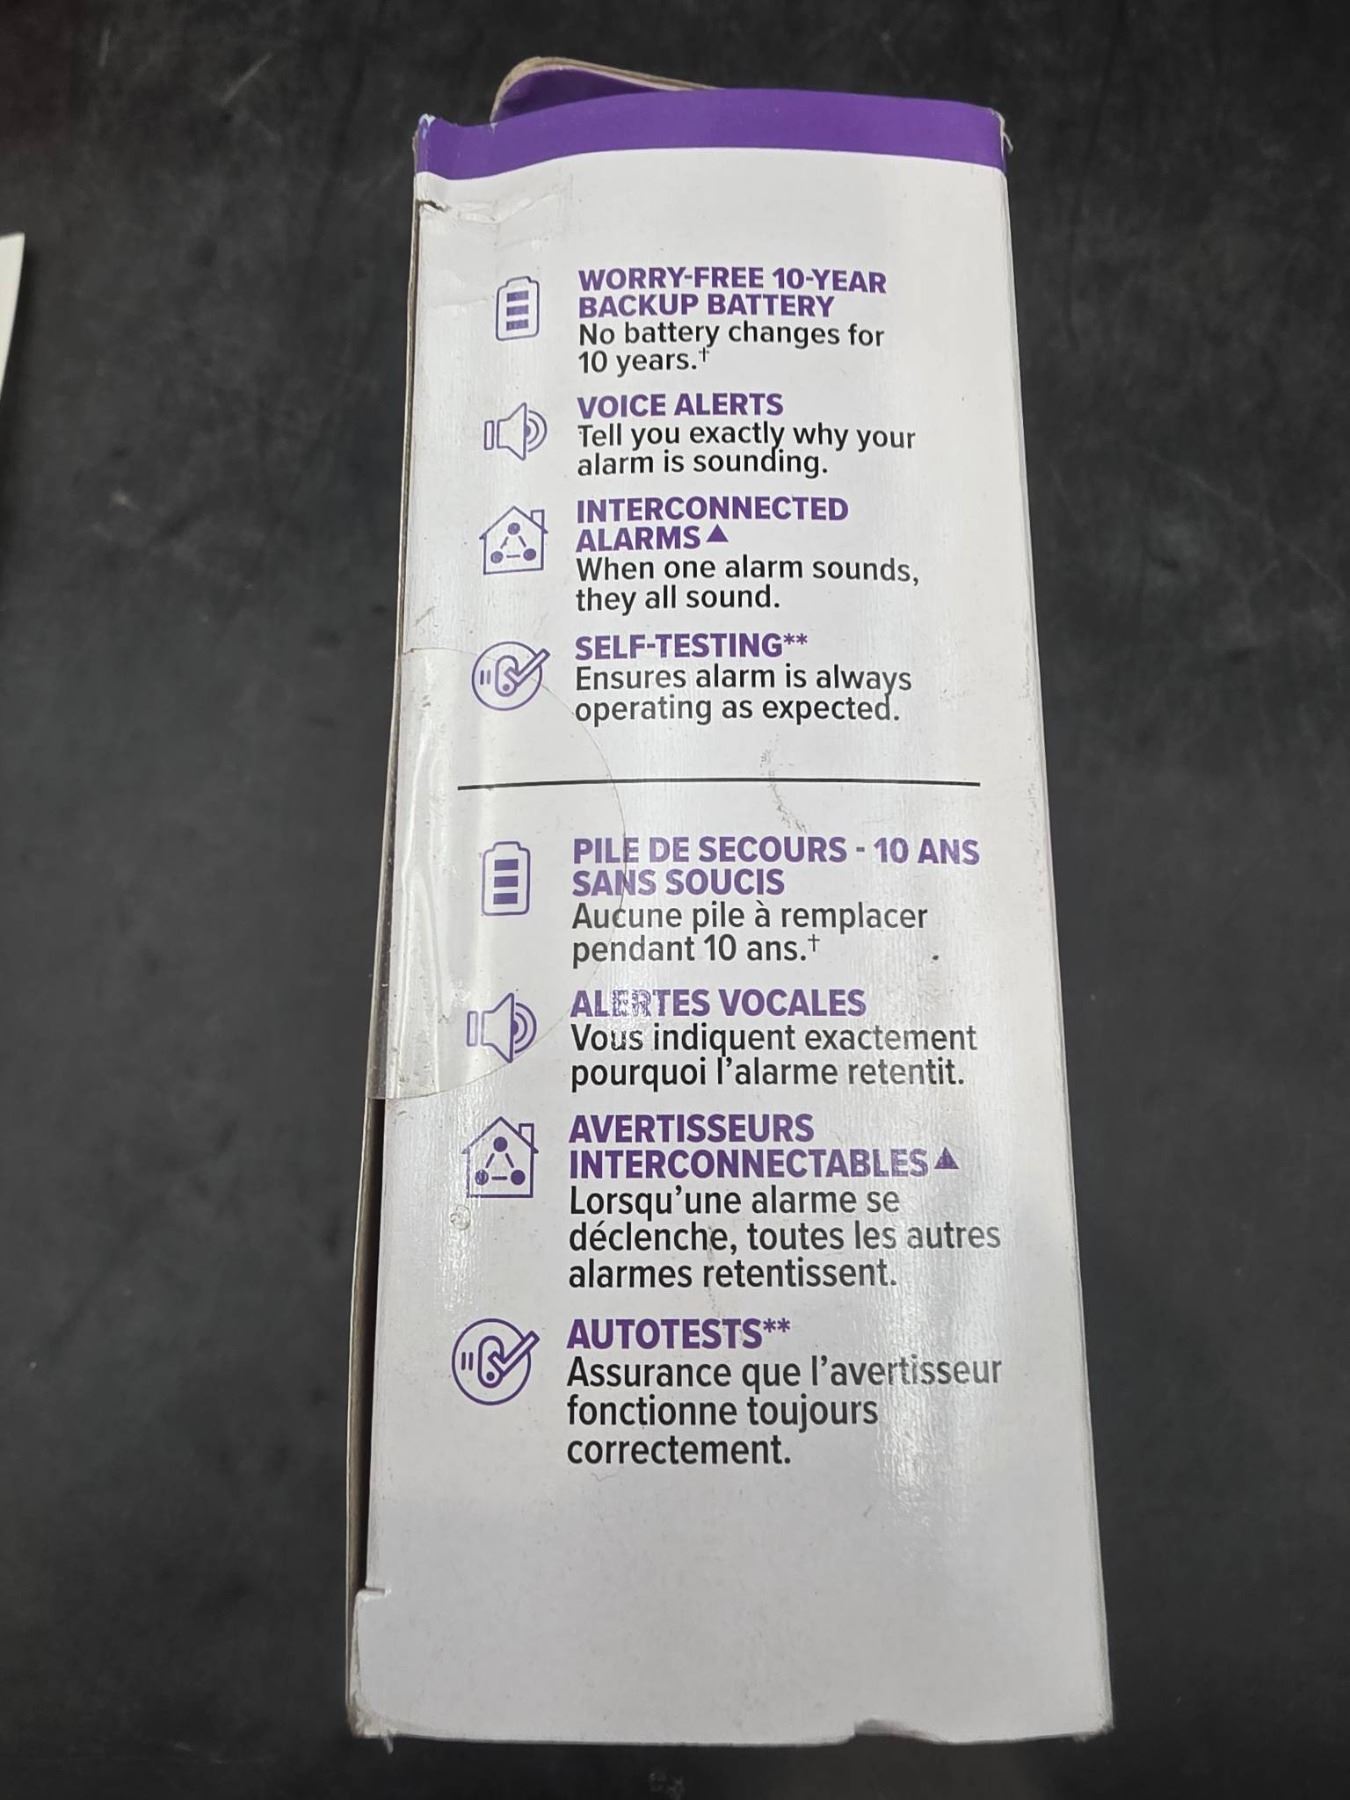 WORRY-FREE 10-YEAR
BACKUP BATTERY
No battery changes for
10 years.†
VOICE ALERTS
Tell you exactly why your
alarm is sounding.
INTERCONNECTED
ALARMS▲
When one alarm sounds,
they all sound.
SELF-TESTING**
Ensures alarm is always
operating as expected.
PILE DE SECOURS - 10 ANS
SANS SOUCIS
Aucune pile à remplacer
pendant 10 ans.†
ALERTES VOCALES
Vous indiquent exactement
pourquoi l'alarme retentit.
AVERTISSEURS
INTERCONNECTABLES▲
Lorsqu'une alarme se
déclenche, toutes les autres
alarmes retentissent.
AUTOTESTS**
Assurance que l'avertisseur
fonctionne toujours
correctement.